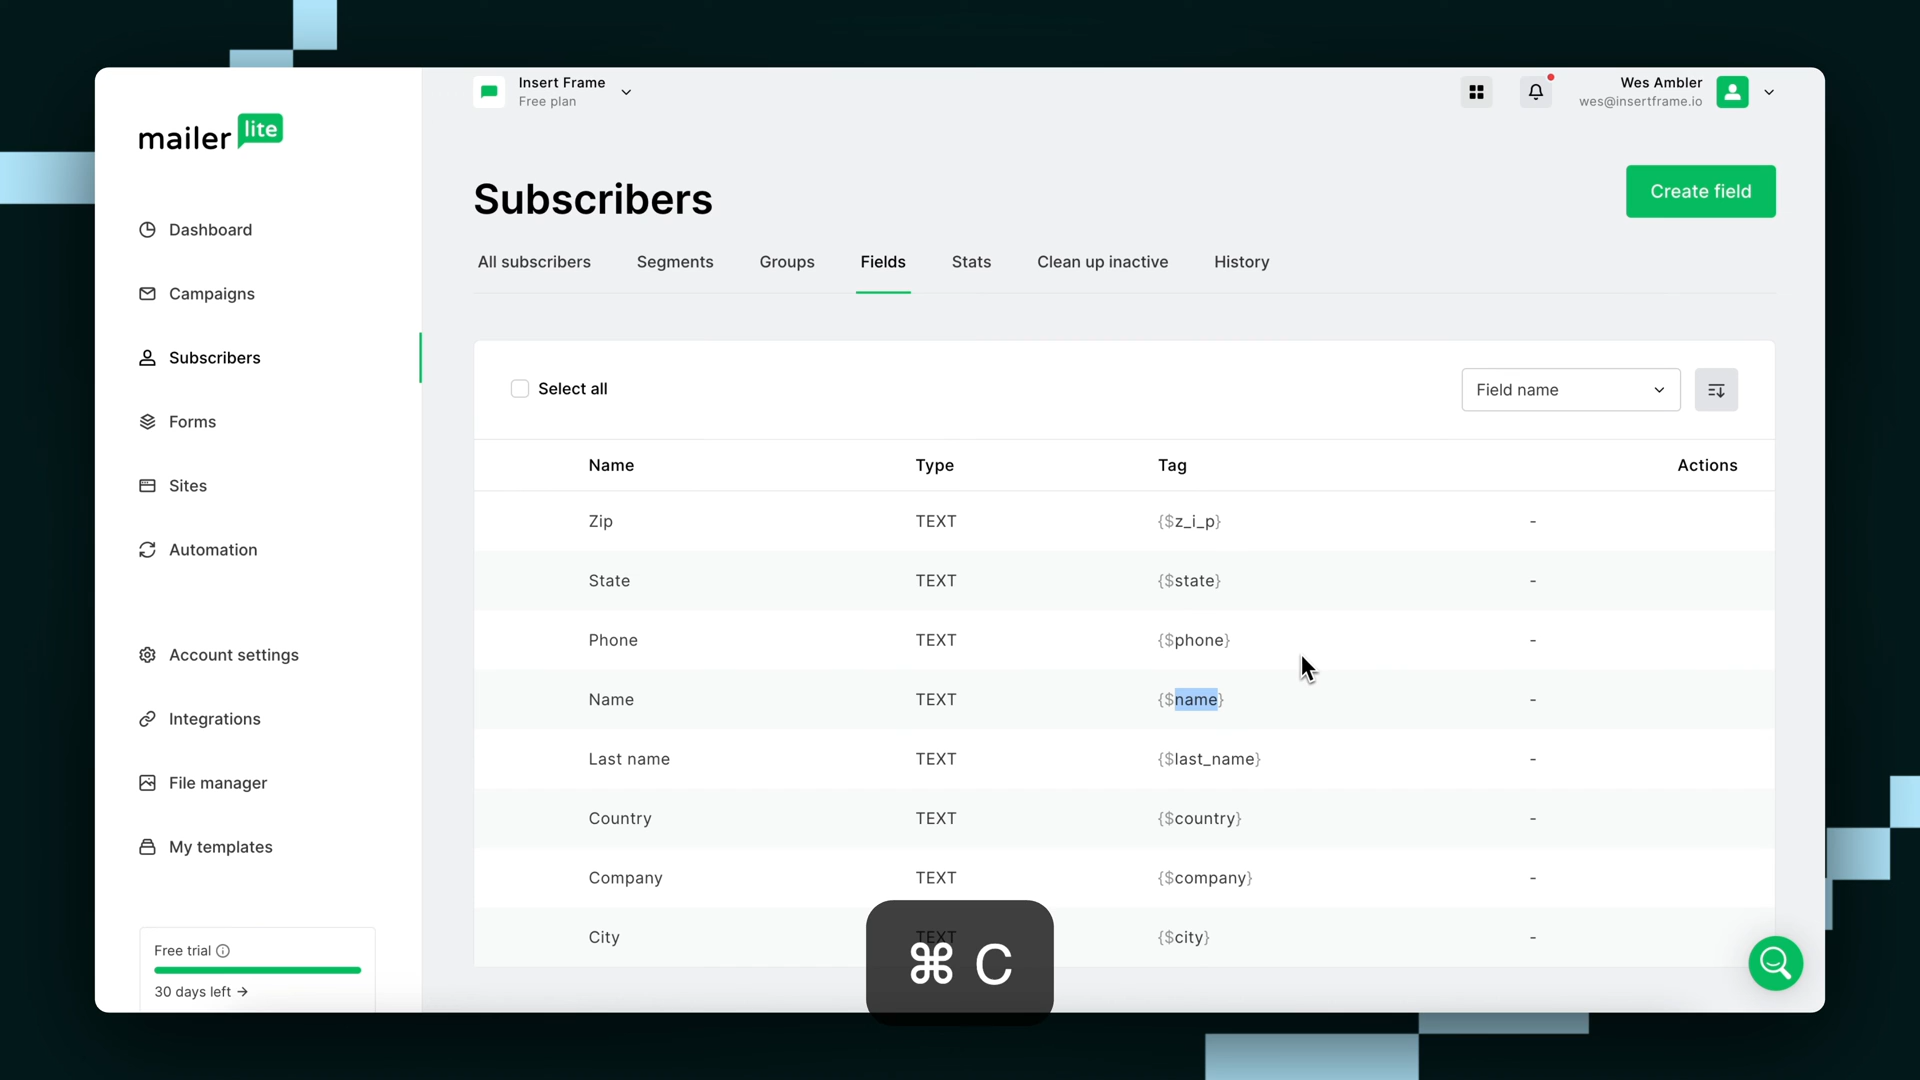 Insert Frame
Free plan
Wes Ambler
wes@insertframe.io
mailer lite
Subscribers
Create field
Dashboard
Campaigns
Subscribers
Forms
Sites
Automation
Account settings
Integrations
File manager
My templates
Free trial
30 days left →
All subscribers Segments Groups Fields Stats Clean up inactive History
Select all
Field name
Name Type Tag Actions
Zip TEXT {$z_i_p} -
State TEXT {$state} -
Phone TEXT {$phone} -
Name TEXT {$name} -
Last name TEXT {$last_name} -
Country TEXT {$country} -
Company TEXT {$company} -
City TEXT {$city} -
⌘ C